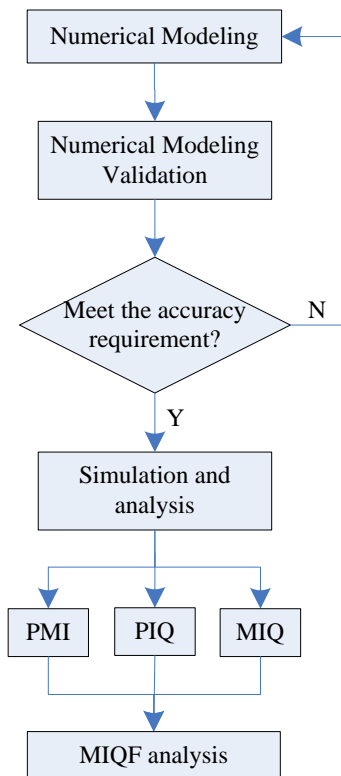 Numerical Modeling
Numerical Modeling
Validation
Meet the accuracy
requirement?
N
Y
Simulation and
analysis
PMI
PIQ
MIQ
MIQF analysis